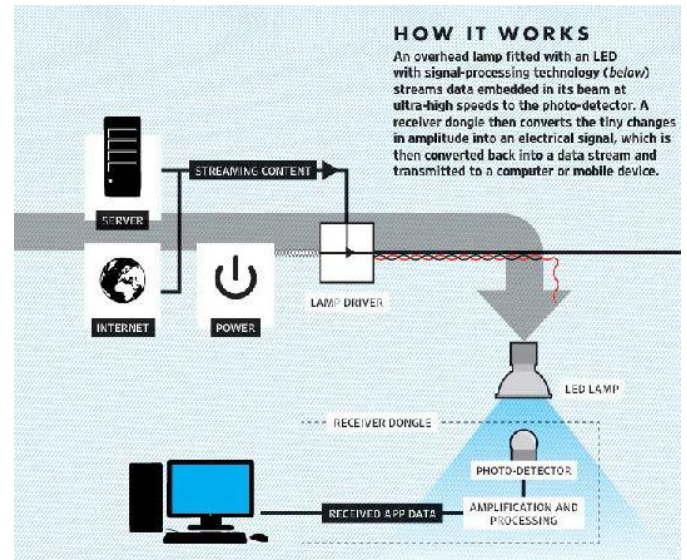 HOW IT WORKS
An overhead lamp fitted with an LED
with signal-processing technology (below)
streams data embedded in its beam at
ultra-high speeds to the photo-detector. A
receiver dongle then converts the tiny changes
in amplitude into an electrical signal, which is
then converted back into a data stream and
transmitted to a computer or mobile device.
STREAMING CONTENT
SERVER
LAMP DRIVER
INTERNET
POWER
LED LAMP
RECEIVER DONGLE
PHOTO-DETECTOR
RECEIVED APP DATA
AMPLIFICATION AND
PROCESSING